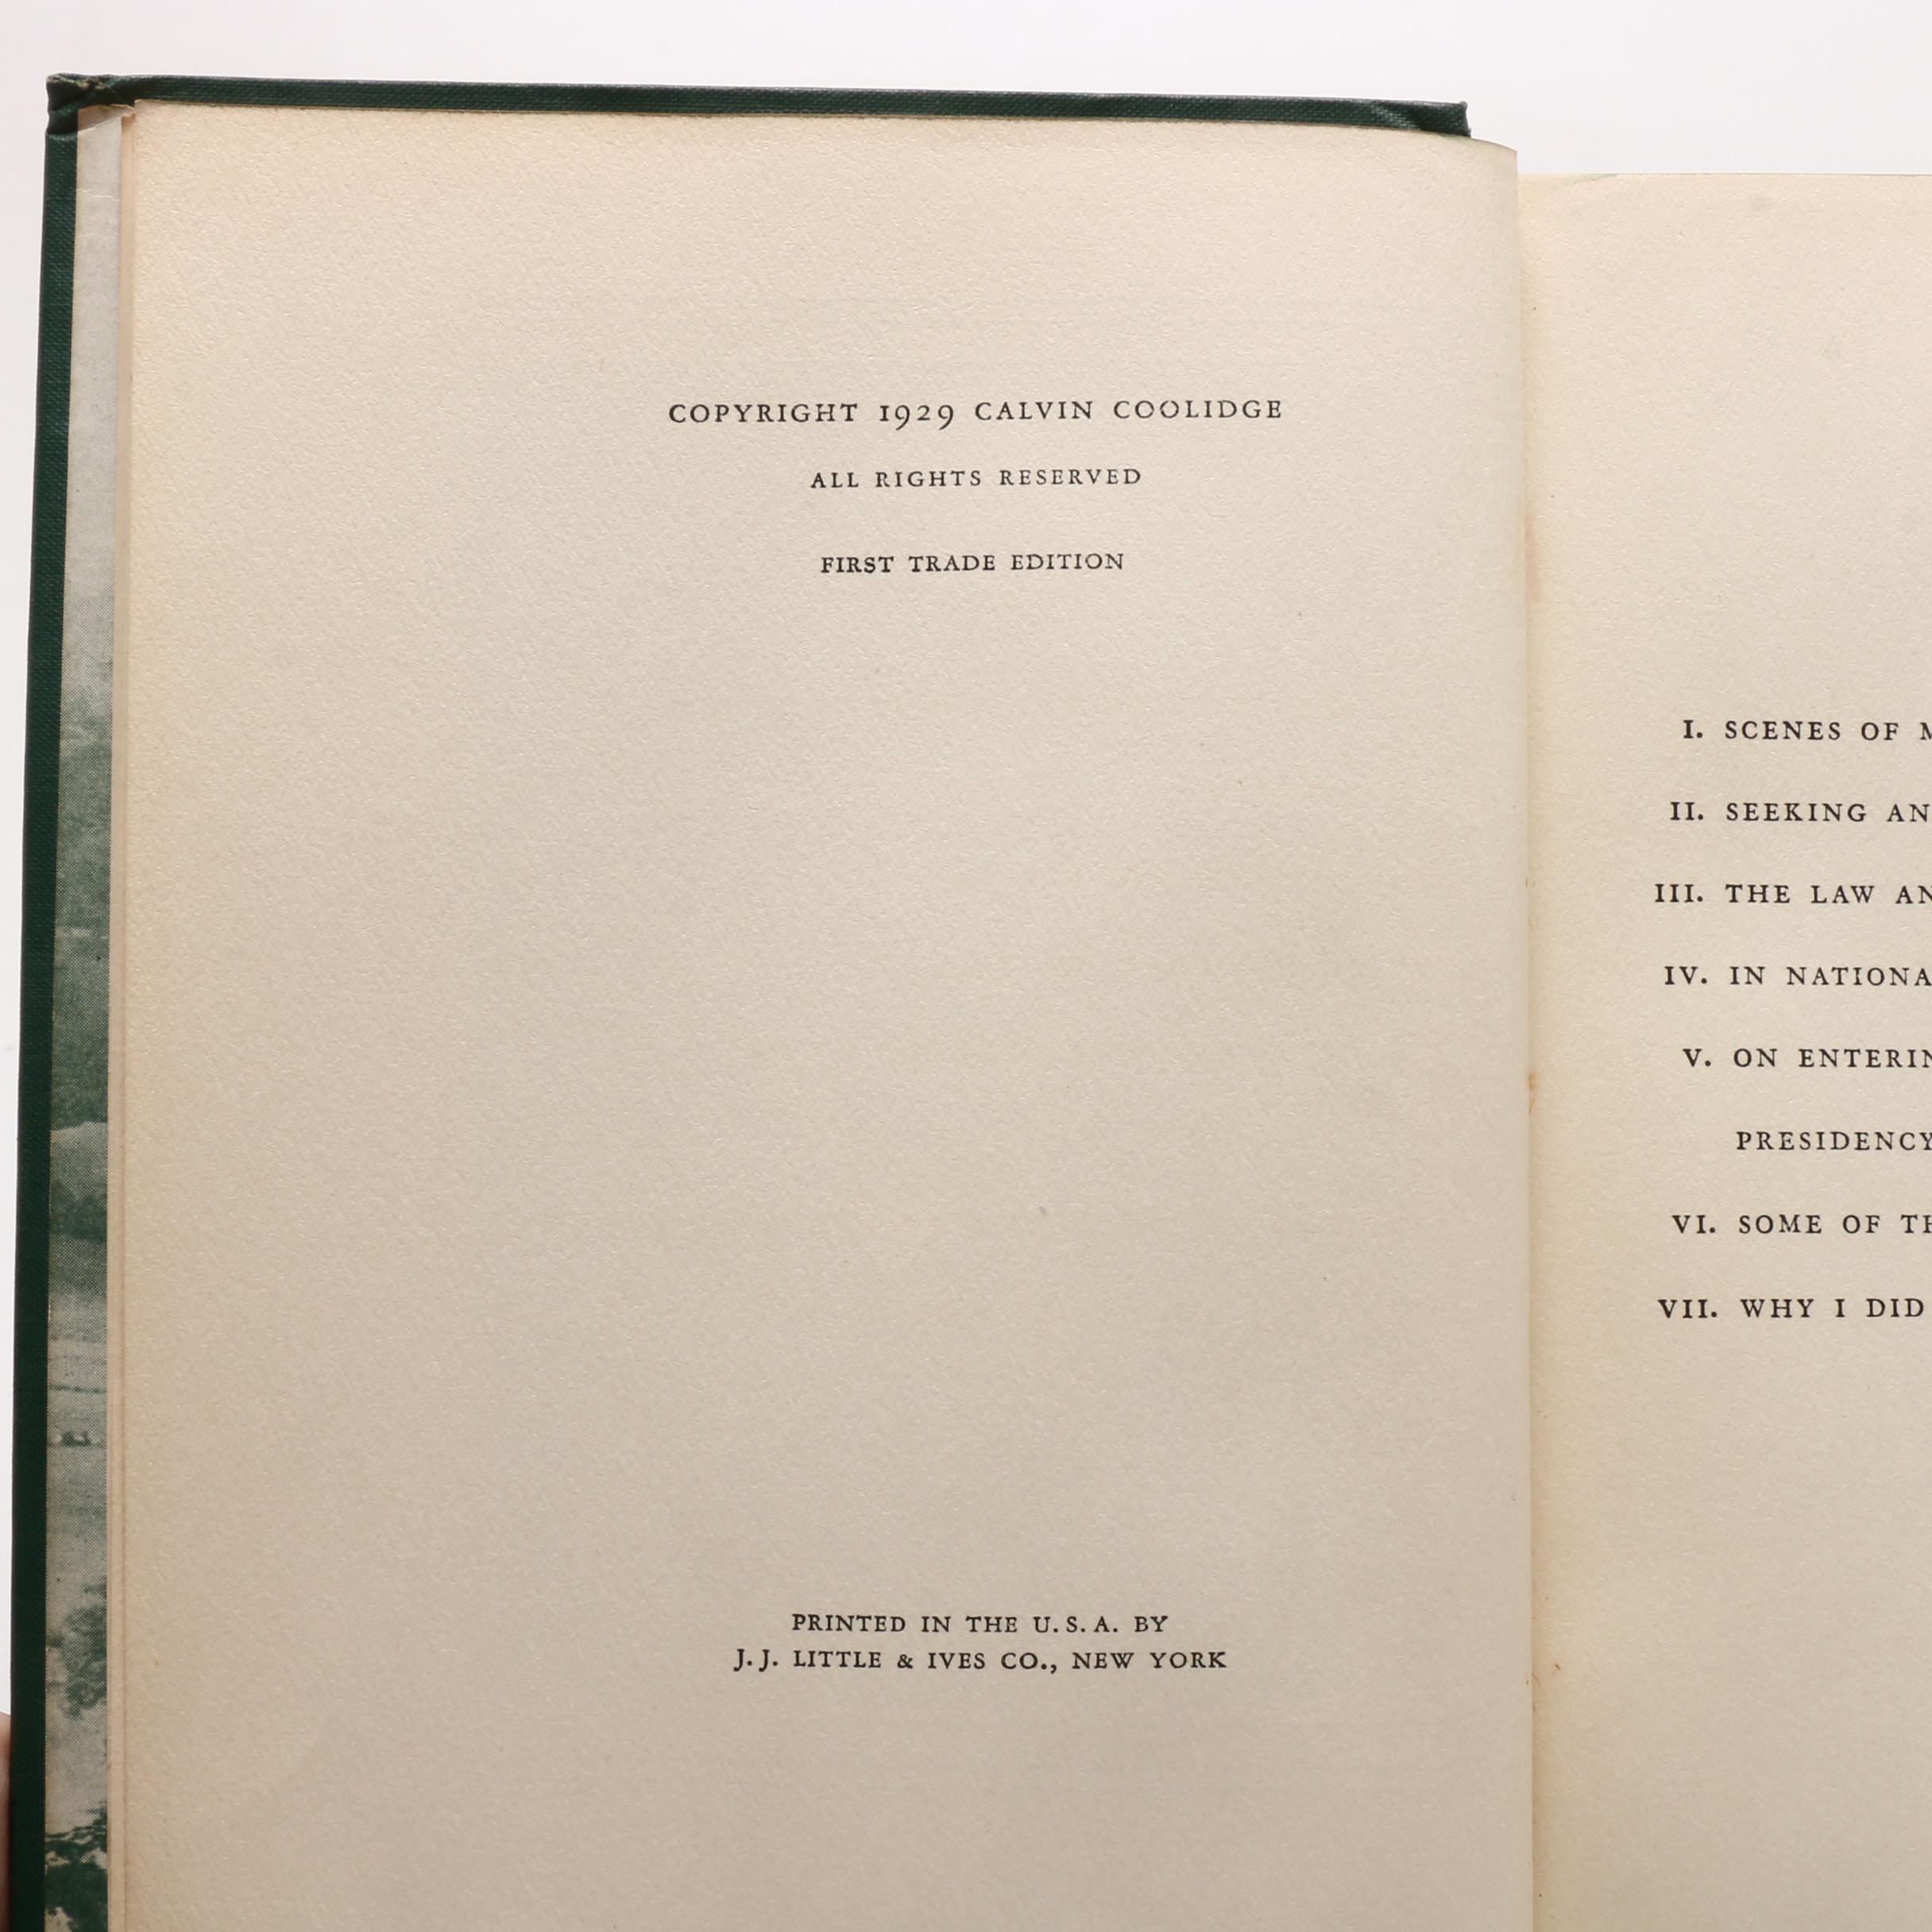 COPYRIGHT 1929 CALVIN COOLIDGE
ALL RIGHTS RESERVED
FIRST TRADE EDITION
PRINTED IN THE U.S.A. BY
J.J. LITTLE & IVES CO., NEW YORK
I. SCENES OF
II. SEEKING
III. THE LAW
IV. IN
V. ON
PRESIDENCY
VI. SOME OF
VII. WHY I DID